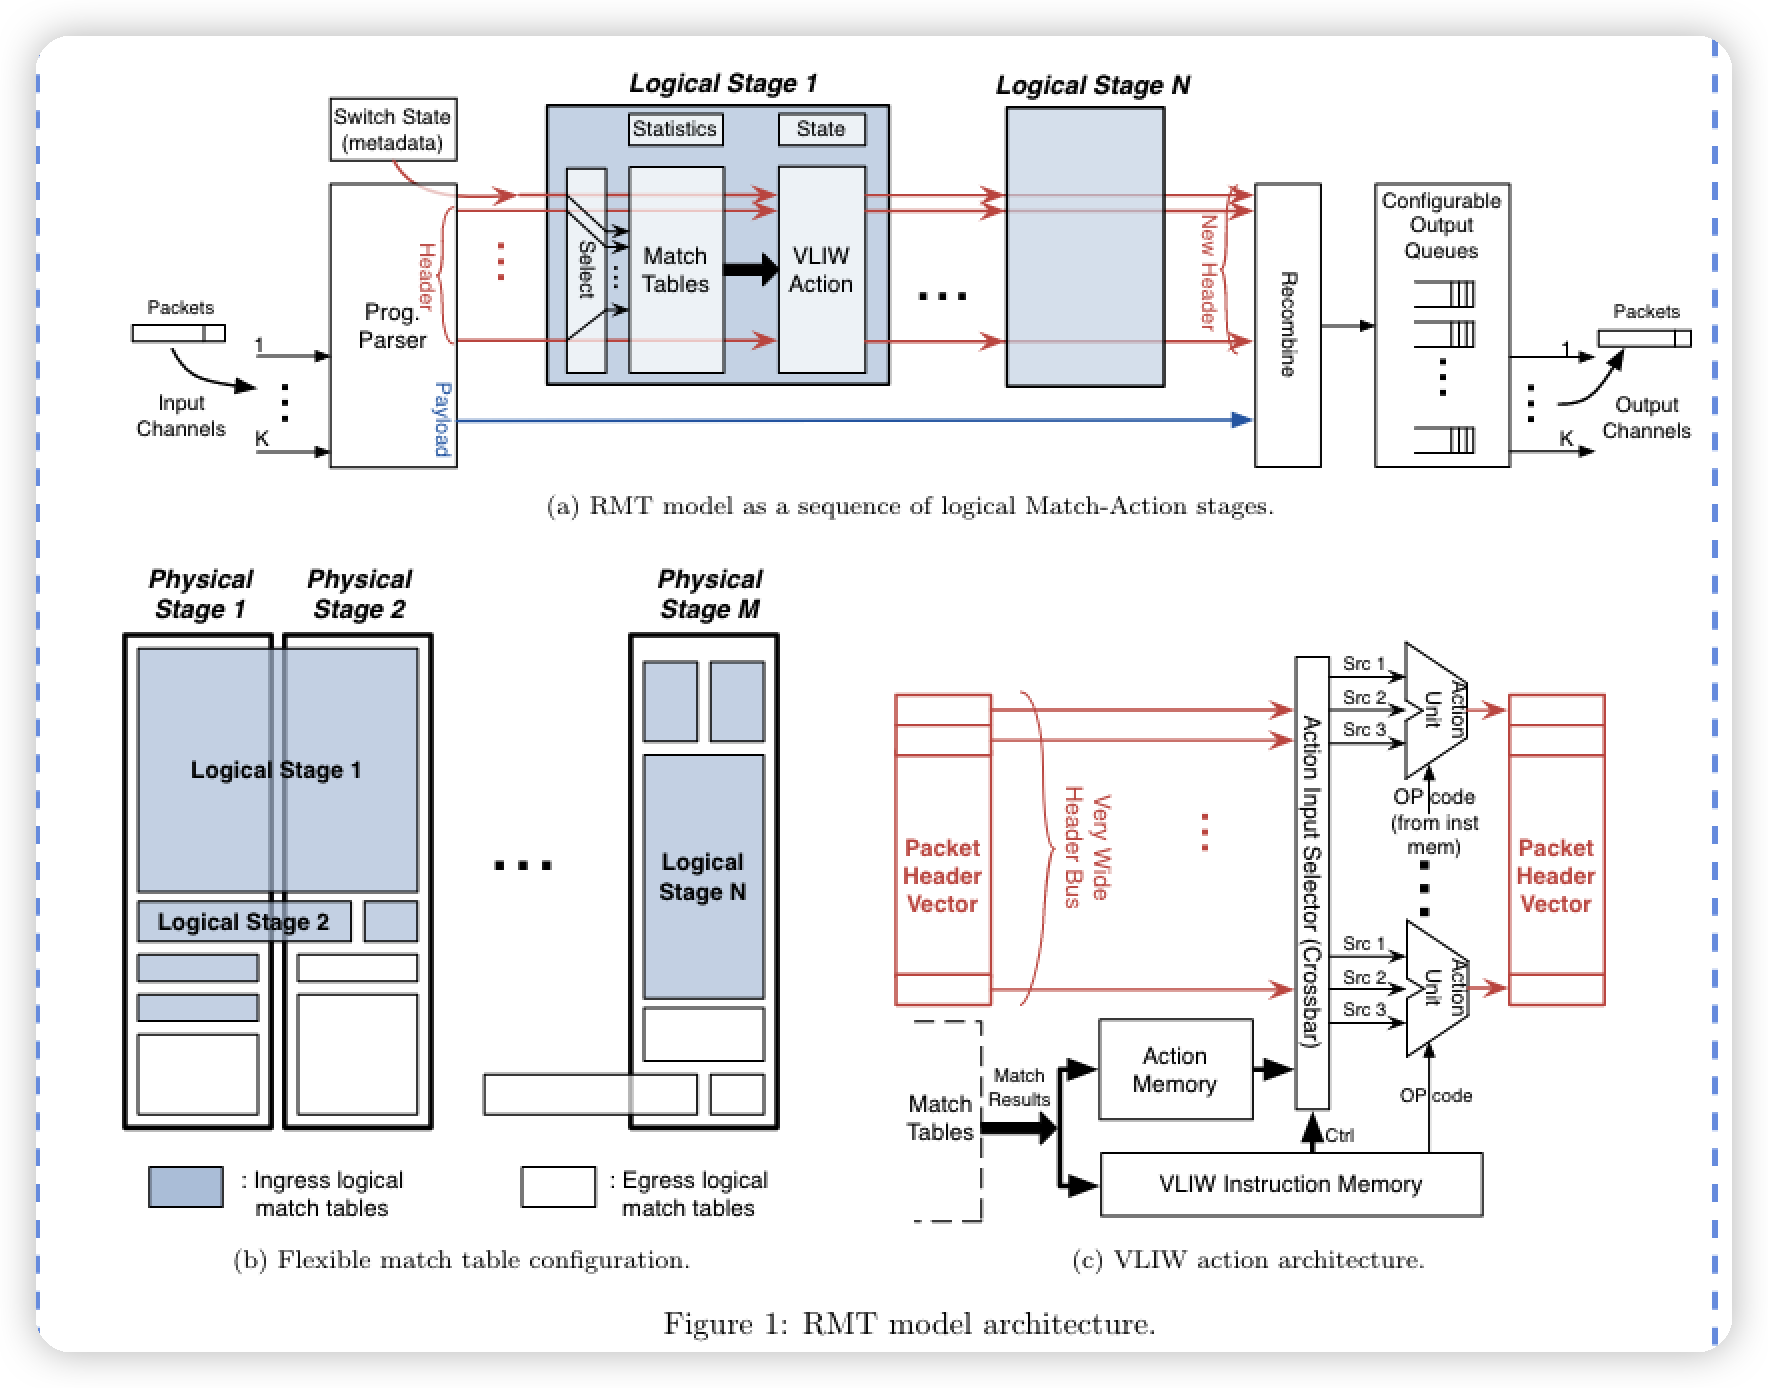 Logical Stage 1
Logical Stage N
Switch State
(metadata)
Statistics
State
Configurable
Output
Queues
Select
Match
Tables
VLIW
Action
Header
Prog.
Parser
New Header
Recombine
Packets
1
Input
Channels
K
Payload
Packets
1
Output
Channels
K
(a) RMT model as a sequence of logical Match-Action stages.
Physical
Stage 1
Physical
Stage 2
Physical
Stage M
Logical Stage 1
Logical Stage 2
Logical
Stage N
: Ingress logical
match tables
: Egress logical
match tables
(b) Flexible match table configuration.
Packet
Header
Vector
Very Wide
Header Bus
Action Input Selector (Crossbar)
Src 1
Src 2
Src 3
Action
Unit
OP code
(from inst
mem)
Src 1
Src 2
Src 3
Action
Unit
OP code
Packet
Header
Vector
Match
Tables
Match
Results
Action
Memory
Ctrl
VLIW Instruction Memory
(c) VLIW action architecture.
Figure 1: RMT model architecture.